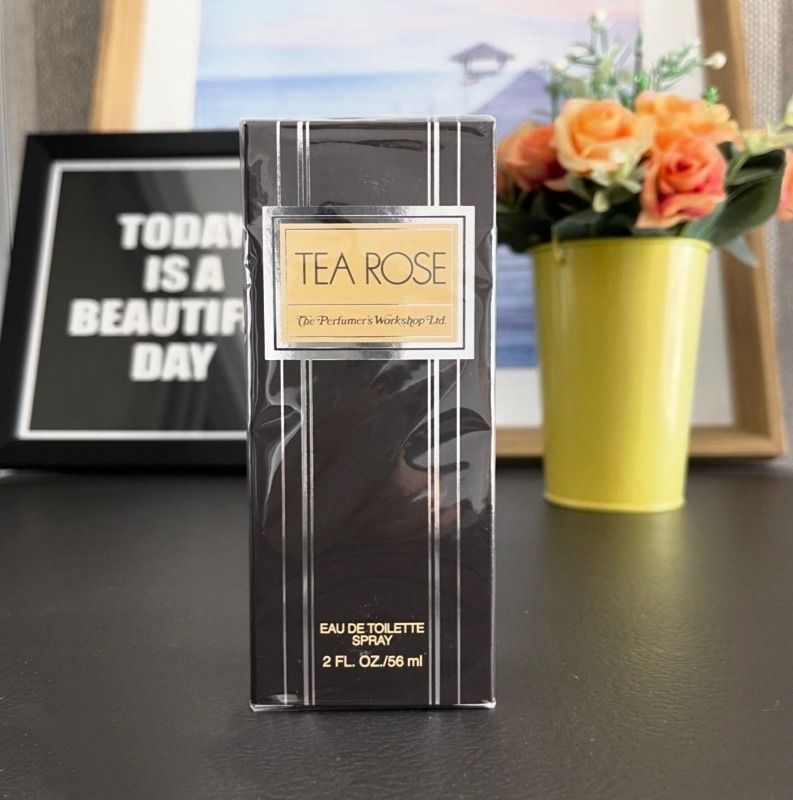 TODAY
IS A
BEAUTIF
DAY
TEA ROSE
The Perfumer's Workshop Ltd.
EAU DE TOILETTE
SPRAY
2 FL. OZ./56 ml